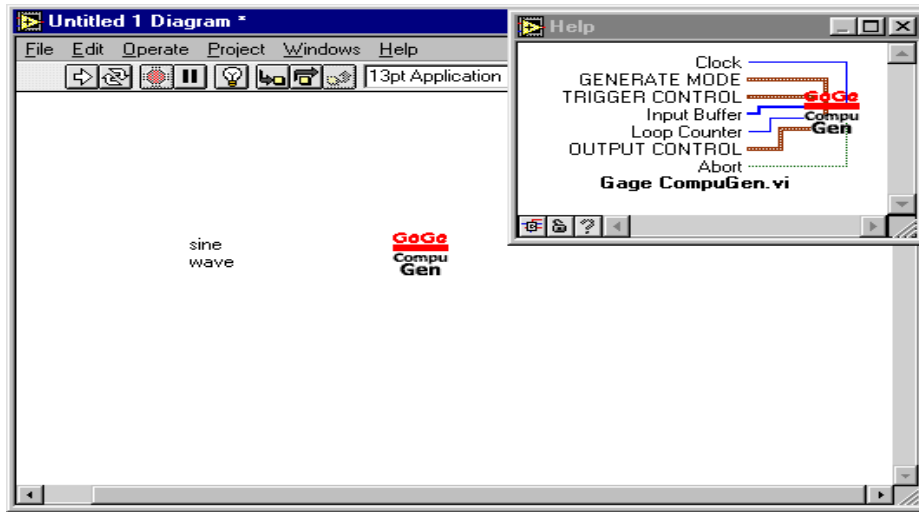 Untitled 1 Diagram *
File Edit Operate Project Windows Help
13pt Application
sine
wave
GaGe
Compu
Gen
Help
Clock
GENERATE MODE
TRIGGER CONTROL
Input Buffer
Loop Counter
OUTPUT CONTROL
Abort
GaGe
Compu
Gen
Gage CompuGen.vi
?